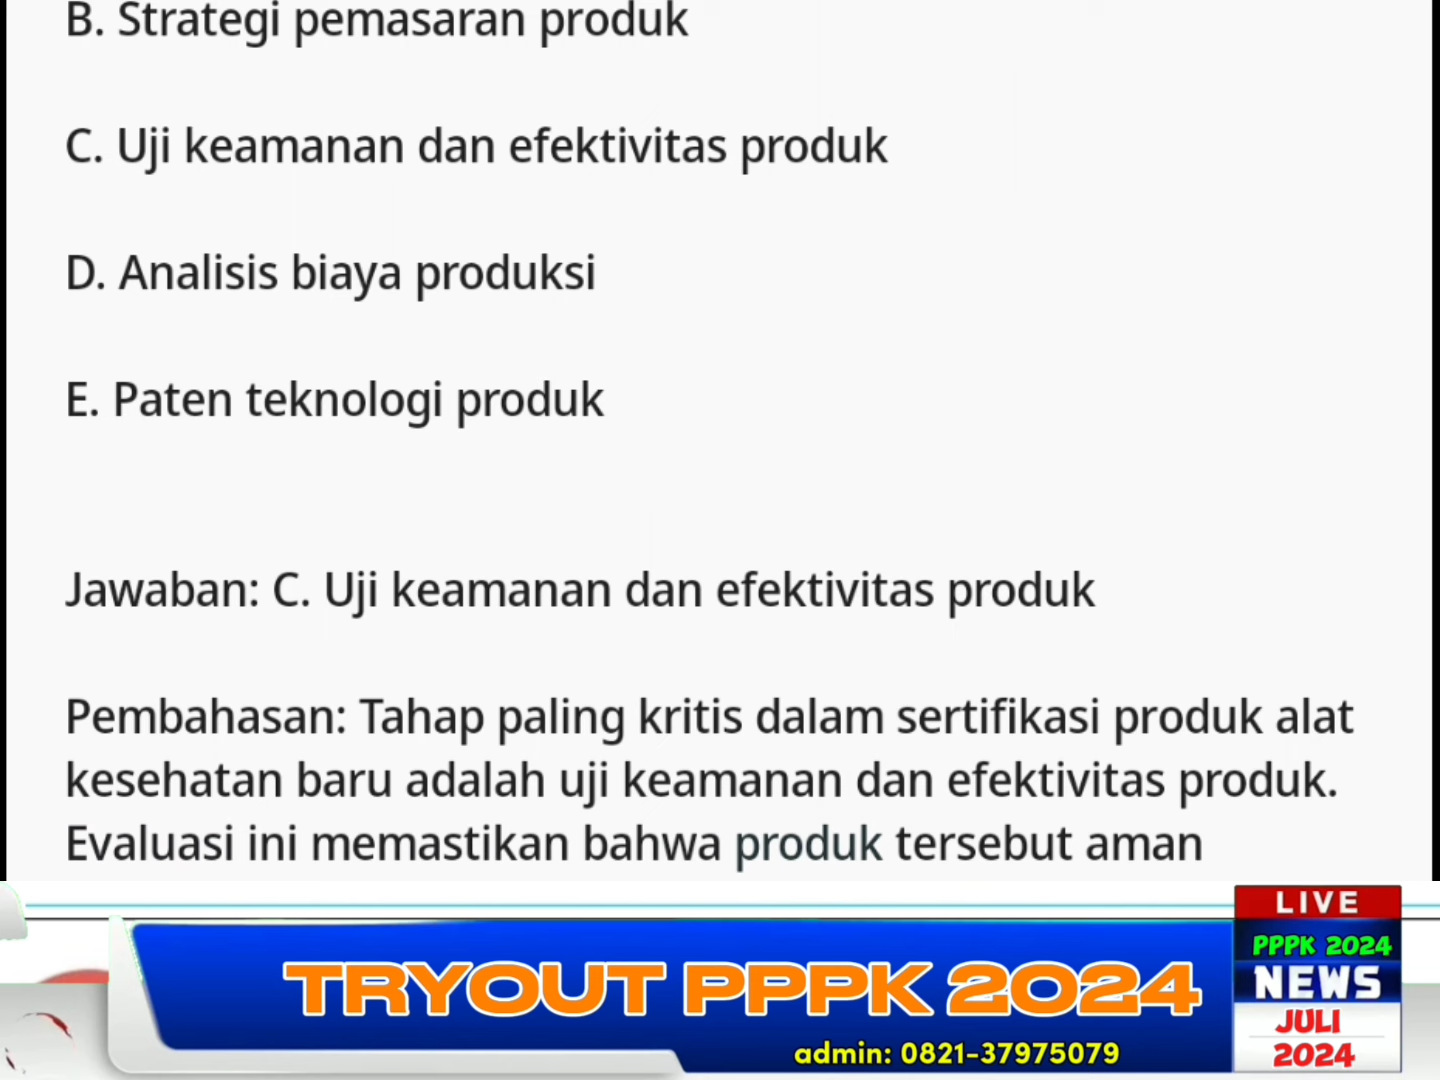 B. Strategi pemasaran produk
C. Uji keamanan dan efektivitas produk
D. Analisis biaya produksi
E. Paten teknologi produk
Jawaban: C. Uji keamanan dan efektivitas produk
Pembahasan: Tahap paling kritis dalam sertifikasi produk alat
kesehatan baru adalah uji keamanan dan efektivitas produk.
Evaluasi ini memastikan bahwa produk tersebut aman
TRYOUT PPPK 2024
admin: 0821-37975079
LIVE
PPPK 2024
NEWS
JULI
2024